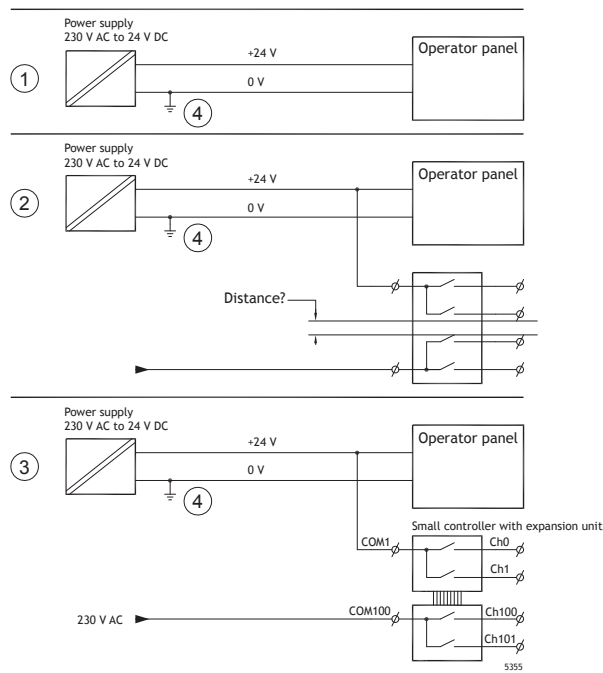 Power supply
230 V AC to 24 V DC
+24 V
Operator panel
1
0 V
4
Power supply
230 V AC to 24 V DC
+24 V
Operator panel
2
0 V
4
Distance?
Power supply
230 V AC to 24 V DC
+24 V
Operator panel
3
0 V
4
Small controller with expansion unit
COM1
Ch0
Ch1
COM100
Ch100
230 V AC
Ch101
5355